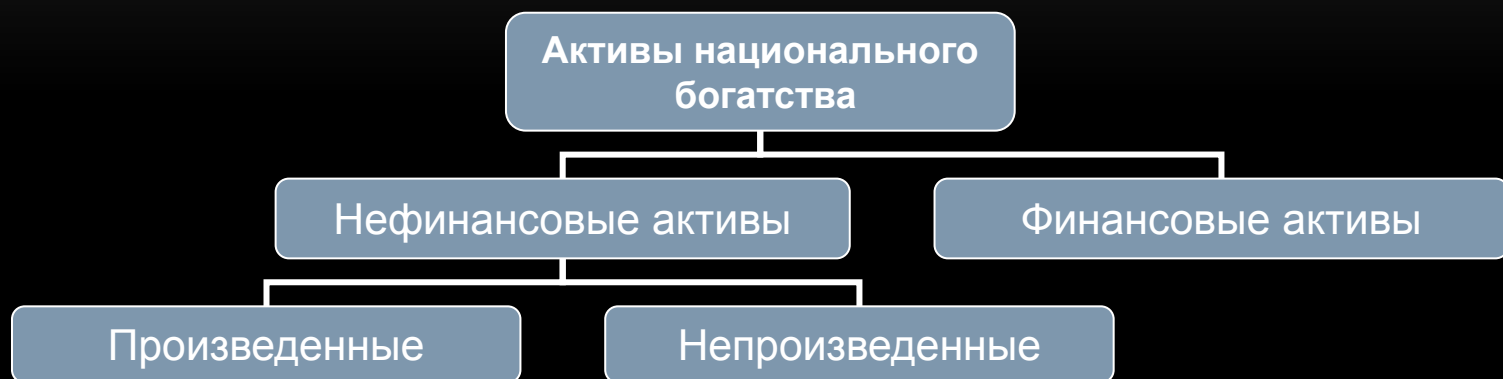 Активы национального
богатства
Нефинансовые активы
Финансовые активы
Произведенные
Непроизведенные